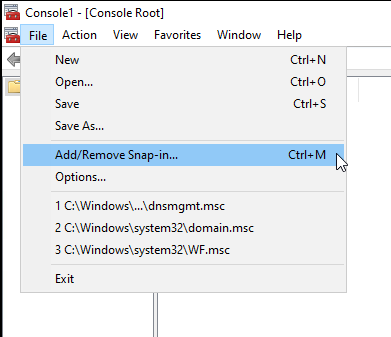 Console1 - [Console Root]
File Action View Favorites Window Help
New Ctrl+N
Open... Ctrl+O
Save Ctrl+S
Save As...
Add/Remove Snap-in... Ctrl+M
Options...
1 C:\Windows\...\dnsmgmt.msc
2 C:\Windows\system32\domain.msc
3 C:\Windows\system32\WF.msc
Exit